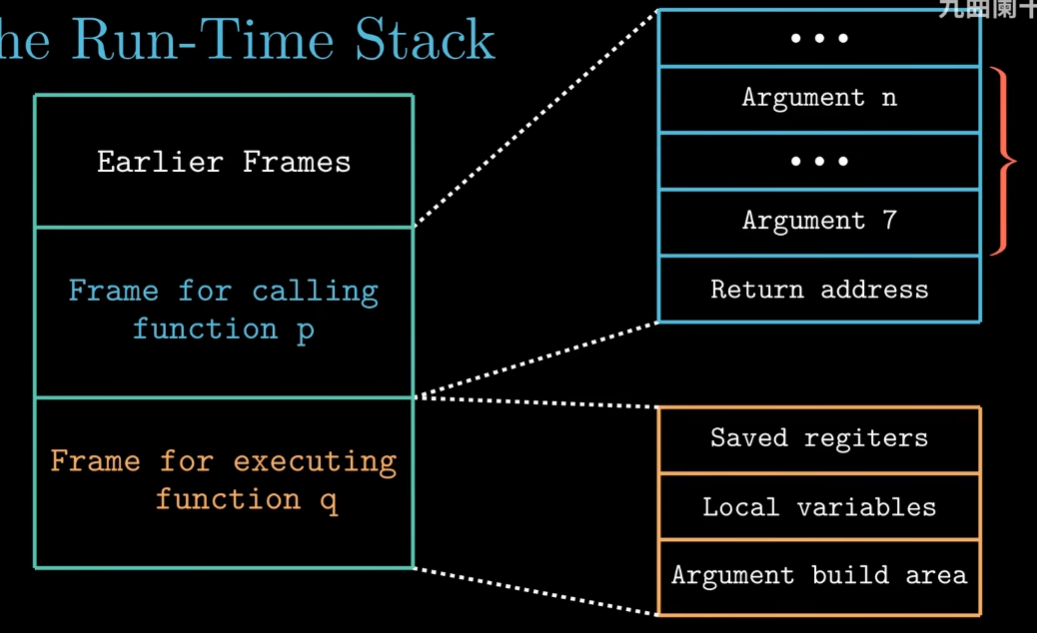 he Run-Time Stack
九曲阑干
Earlier Frames
Frame for calling
function p
Frame for executing
function q
• • •
Argument n
• • •
Argument 7
Return address
Saved regiters
Local variables
Argument build area